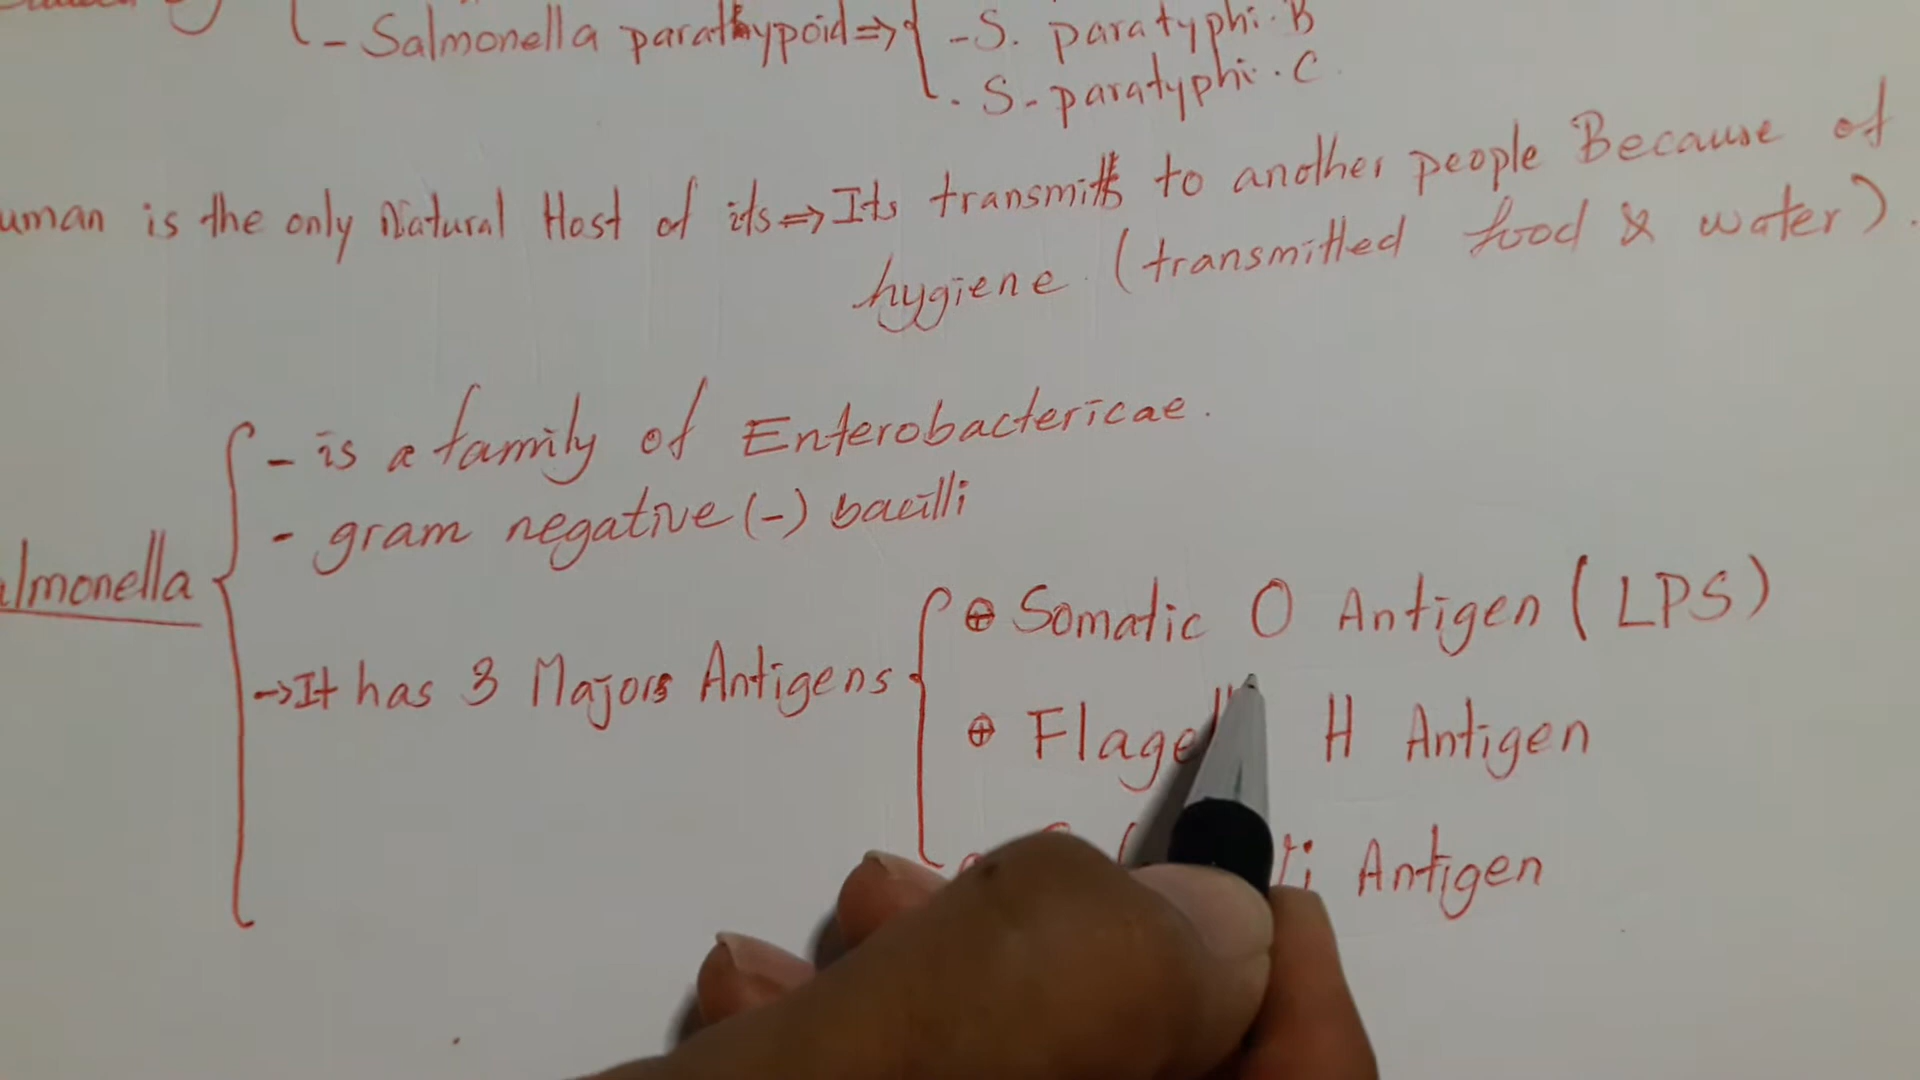 - Salmonella parathypoid => - S. paratyphi. B
. S - paratyphi. C
uman is the only Natural Host of its => Its transmits to another people Because of
hygiene (transmitted food & water).
- is a family of Enterobactericae.
- gram negative (-) bacilli
almonella
-> It has 3 Majors Antigens
⊕ Somatic O Antigen (LPS)
⊕ Flage H Antigen
Antigen